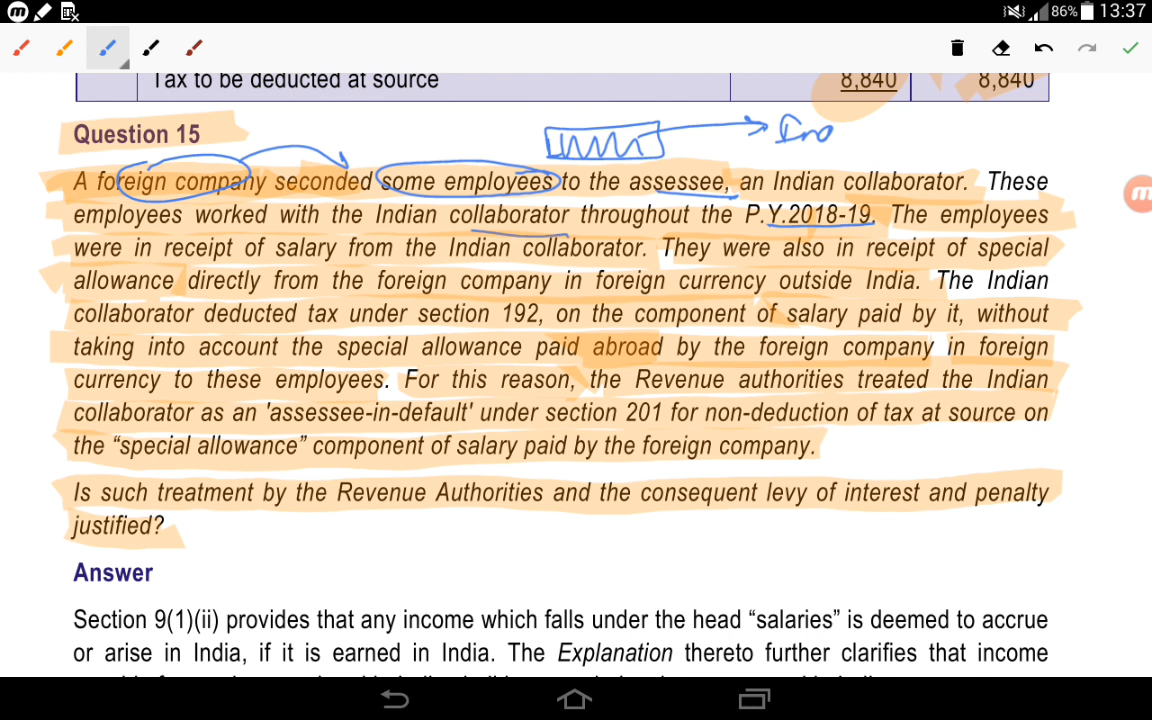 86% 13:37
Tax to be deducted at source 8,840 8,840
Question 15
Ino
A foreign company seconded some employees to the assessee, an Indian collaborator. These
employees worked with the Indian collaborator throughout the P.Y.2018-19. The employees
were in receipt of salary from the Indian collaborator. They were also in receipt of special
allowance directly from the foreign company in foreign currency outside India. The Indian
collaborator deducted tax under section 192, on the component of salary paid by it, without
taking into account the special allowance paid abroad by the foreign company in foreign
currency to these employees. For this reason, the Revenue authorities treated the Indian
collaborator as an 'assessee-in-default' under section 201 for non-deduction of tax at source on
the “special allowance” component of salary paid by the foreign company.
Is such treatment by the Revenue Authorities and the consequent levy of interest and penalty
justified?
Answer
Section 9(1)(ii) provides that any income which falls under the head “salaries” is deemed to accrue
or arise in India, if it is earned in India. The Explanation thereto further clarifies that income